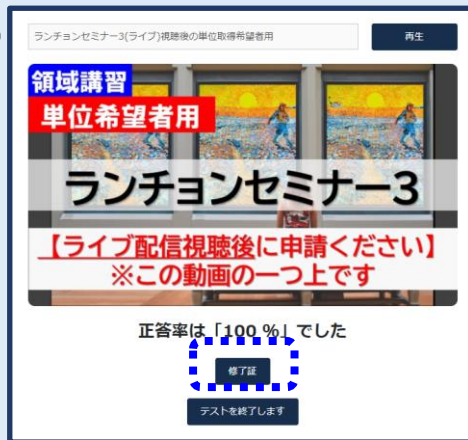 ランチョンセミナー3(ライブ)視聴後の単位取得希望者用
再生
領域講習
単位希望者用
ランチョンセミナー3
【ライブ配信視聴後に申請ください】
※この動画の一つ上です
正答率は「100 %」でした
修了証
テストを終了します